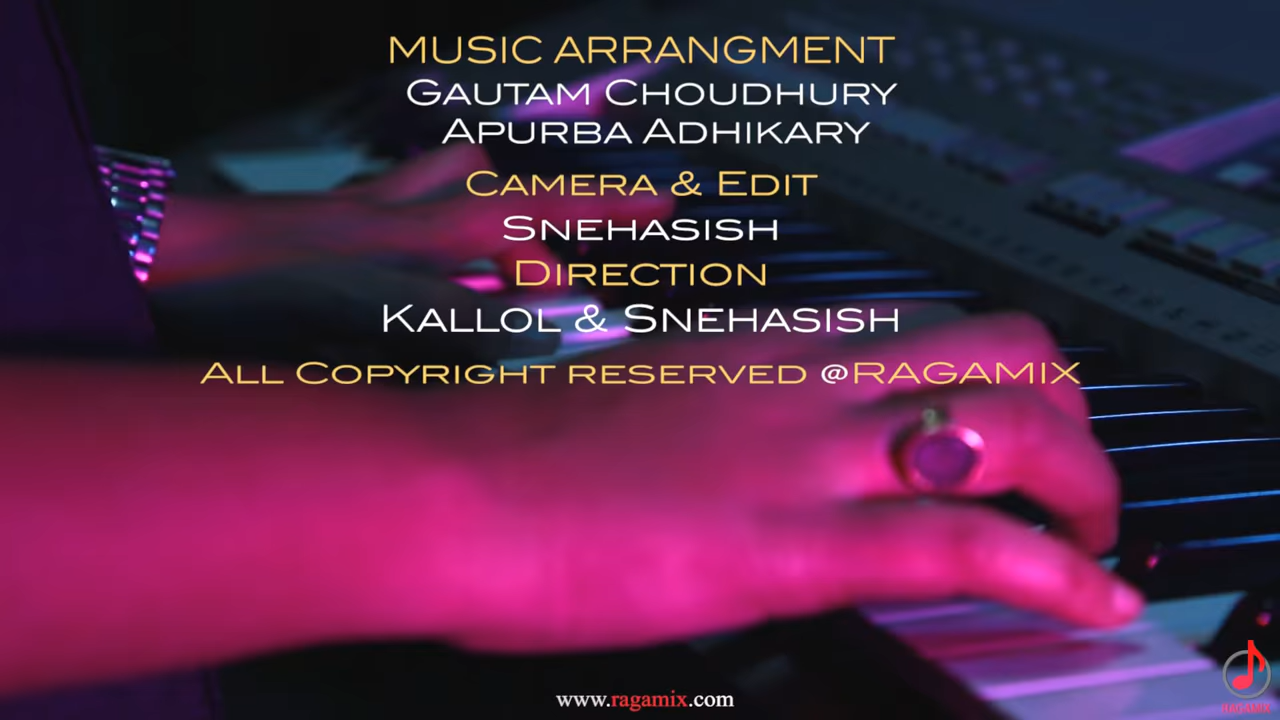 MUSIC ARRANGMENT
GAUTAM CHOUDHURY
APURBA ADHIKARY
CAMERA & EDIT
SNEHASISH
DIRECTION
KALLOL & SNEHASISH
ALL COPYRIGHT RESERVED @RAGAMIX
www.ragamix.com
RAGAMIX